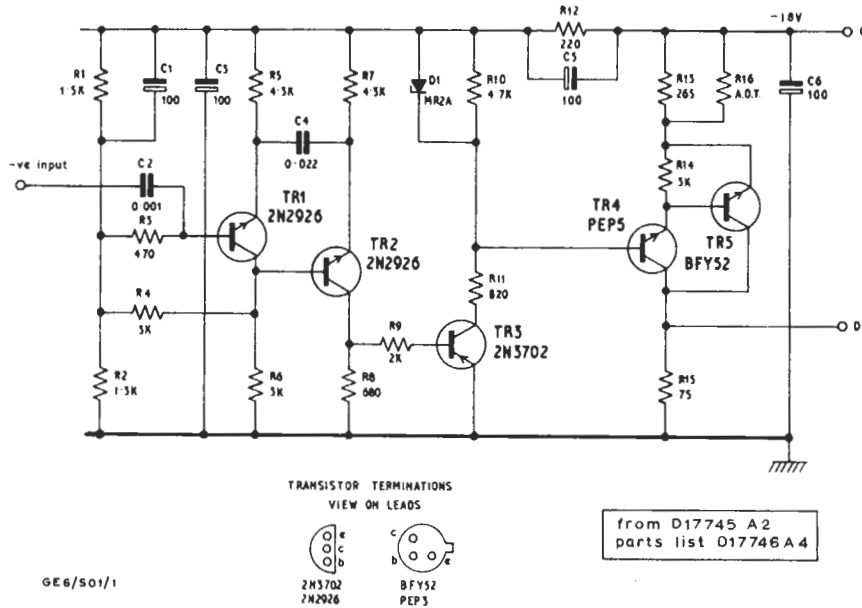 R12
220
-18V
C
C5
100
R1
1·5K
C1
100
C3
100
R5
4·3K
R7
4·3K
D1
MR2A
R10
4·7K
R13
265
R16
A.O.T.
C6
100
C4
0·022
-ve input
C2
0·001
R3
470
TR1
2N2926
TR2
2N2926
R14
3K
TR4
PEP5
TR5
BFY52
R4
3K
R11
820
R9
2K
TR3
2N3702
D
R2
1·5K
R6
3K
R8
680
R15
75
TRANSISTOR TERMINATIONS
VIEW ON LEADS
e
c
b
c
b
e
2N3702
2N2926
BFY52
PEP3
from D17745 A2
parts list D17746A4
GE6/501/1